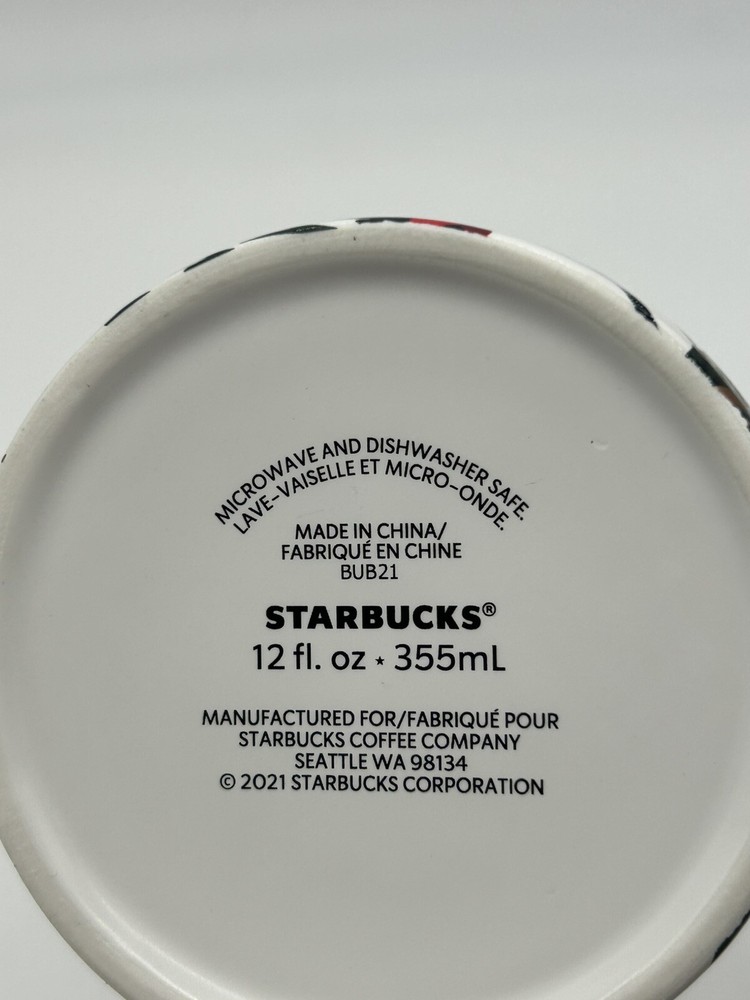 MICROWAVE AND DISHWASHER SAFE.
LAVE-VAISELLE ET MICRO-ONDE.
MADE IN CHINA/
FABRIQUÉ EN CHINE
BUB21
STARBUCKS®
12 fl. oz ⋆ 355mL
MANUFACTURED FOR/FABRIQUÉ POUR
STARBUCKS COFFEE COMPANY
SEATTLE WA 98134
© 2021 STARBUCKS CORPORATION